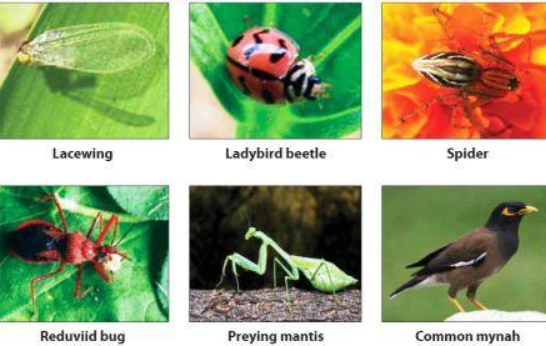 Lacewing
Ladybird beetle
Spider
Reduviid bug
Preying mantis
Common mynah